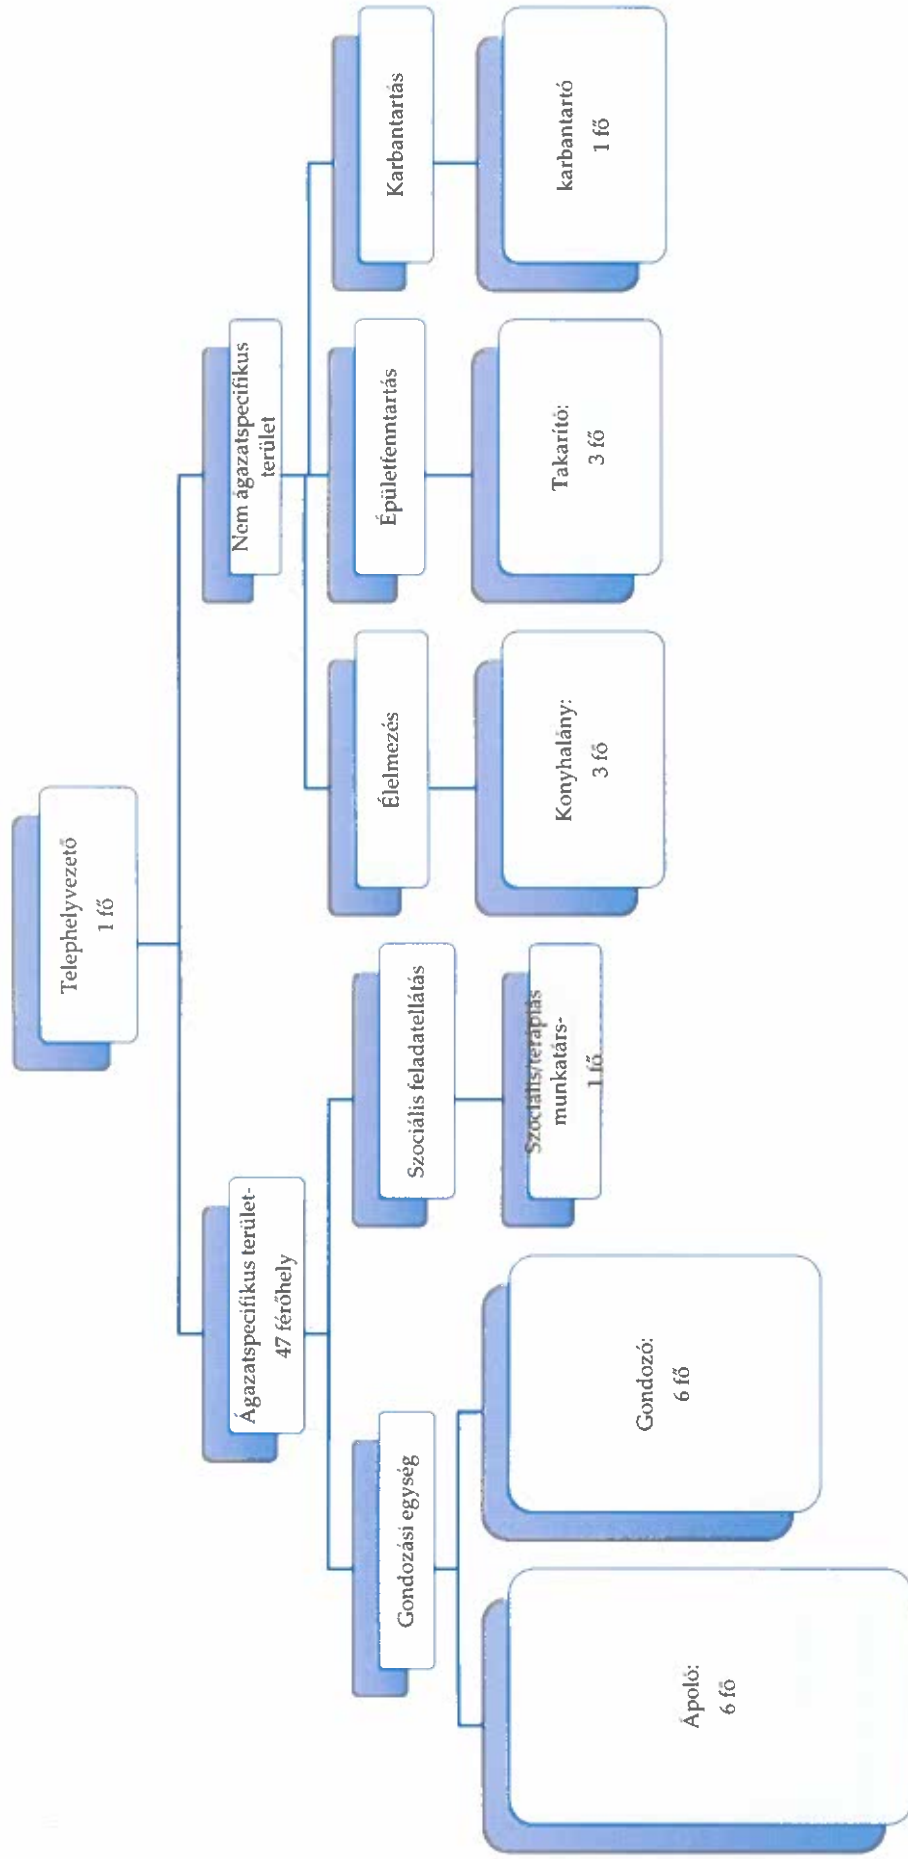 Telephelyvezető
1 fő
Ágazatspecifikus terület-
47 férőhely
Nem ágazatspecifikus
terület
Gondozási egység
Szociális feladatellátás
Élelmezés
Épületfenntartás
Karbantartás
Ápoló:
6 fő
Gondozó:
6 fő
Szociális/terápiás
munkatárs-
1 fő
Konyhalány:
3 fő
Takarító:
3 fő
karbantartó
1 fő